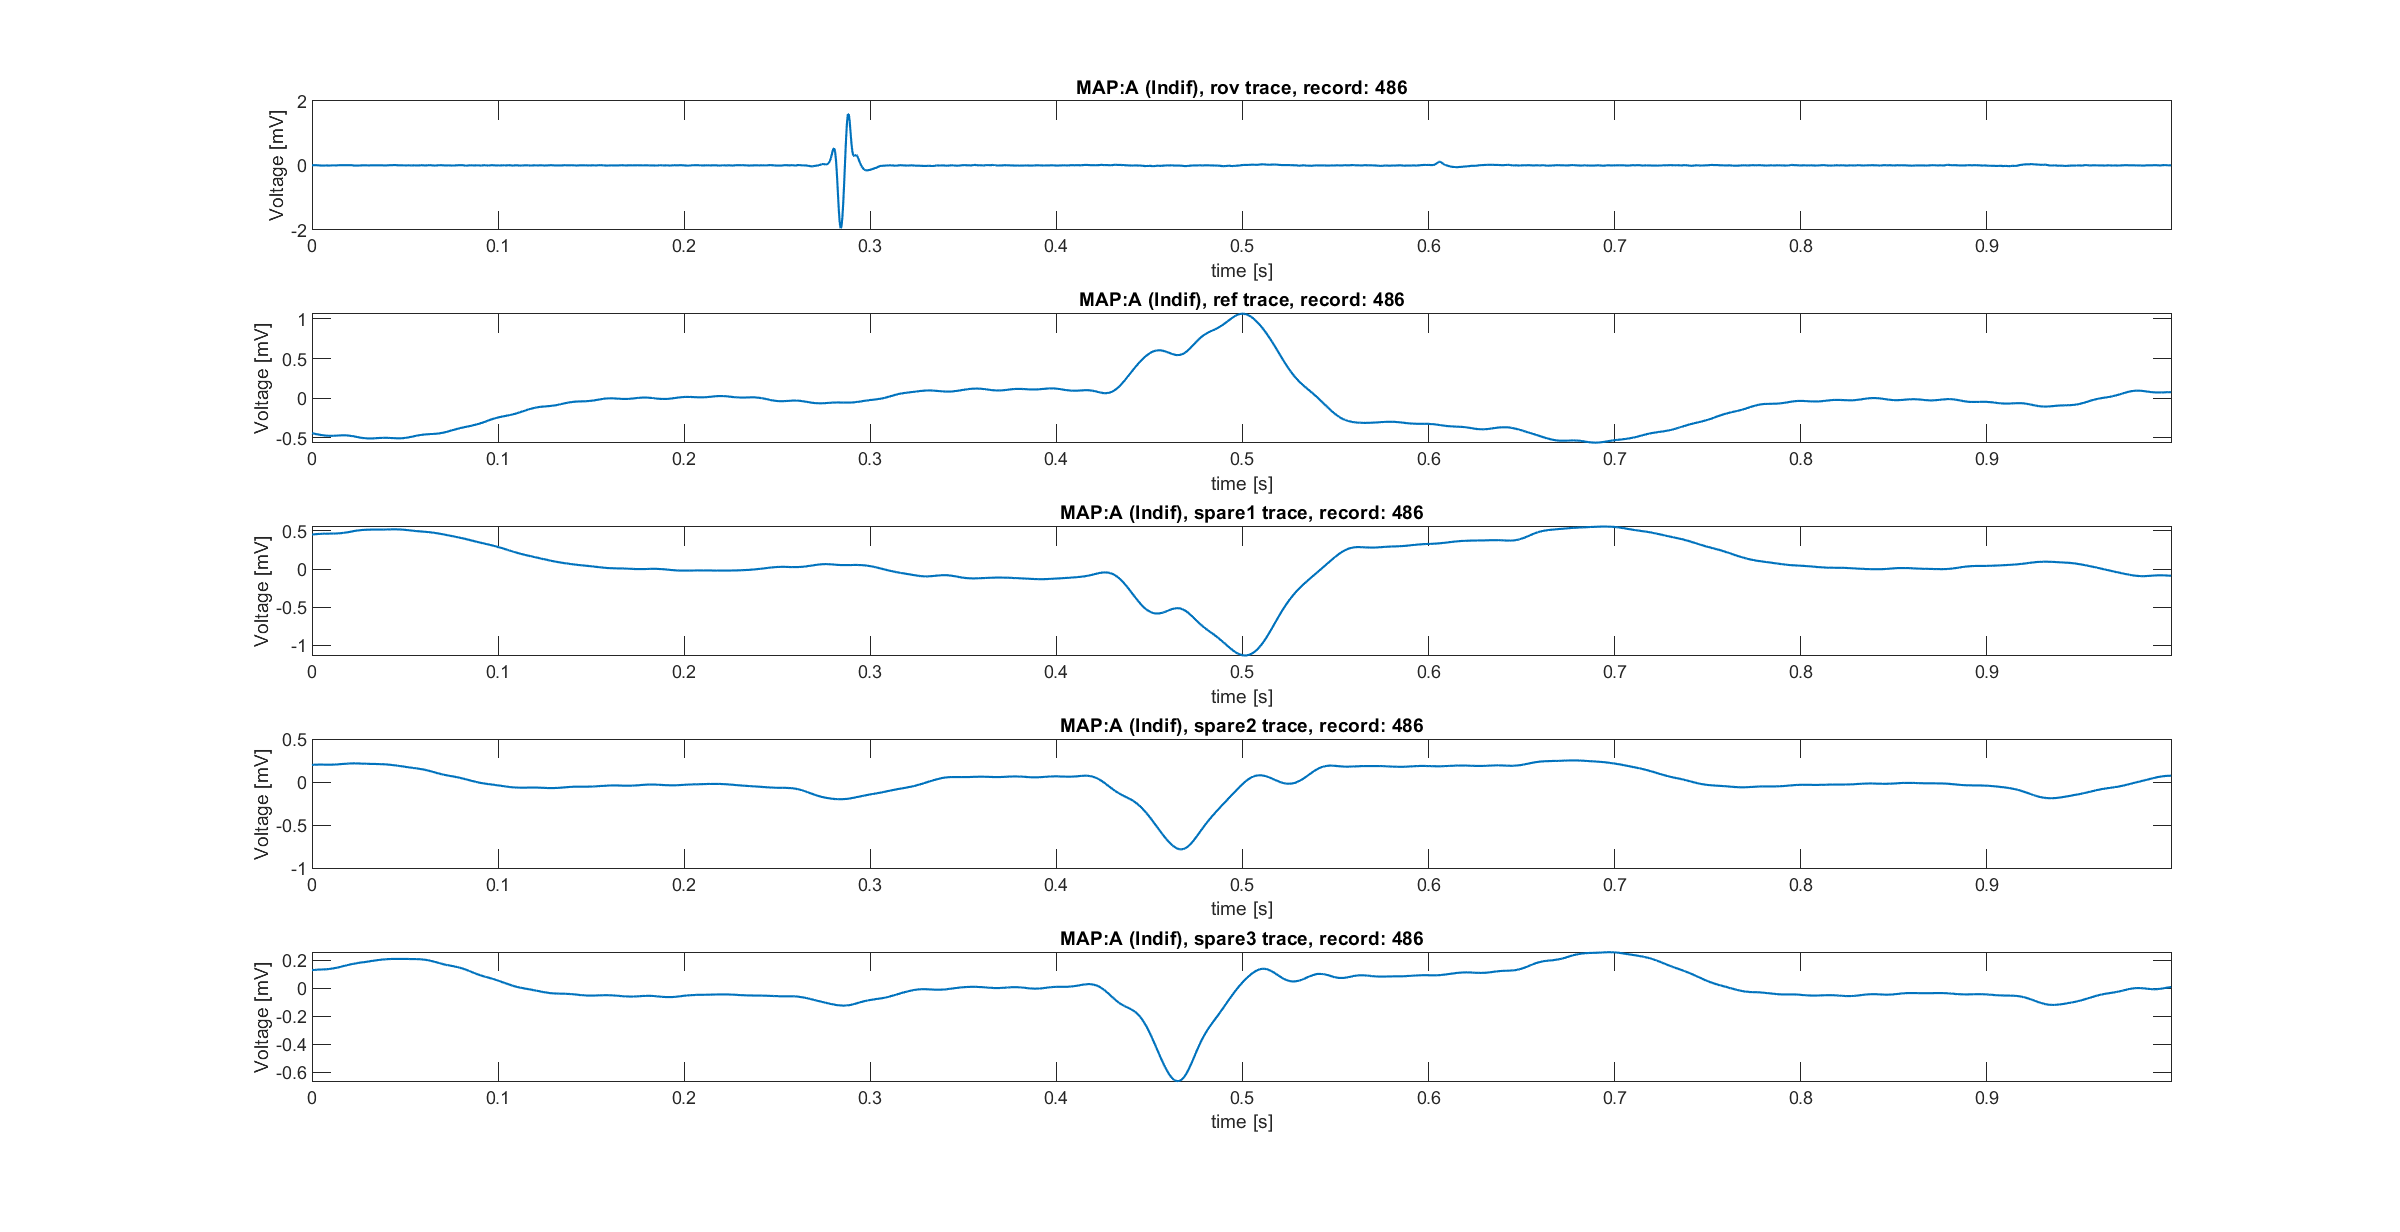 MAP:A (Indif), rov trace, record: 486
Voltage [mV]
2
0
-2
0 0.1 0.2 0.3 0.4 0.5 0.6 0.7 0.8 0.9
time [s]
MAP:A (Indif), ref trace, record: 486
Voltage [mV]
1
0.5
0
-0.5
0 0.1 0.2 0.3 0.4 0.5 0.6 0.7 0.8 0.9
time [s]
MAP:A (Indif), spare1 trace, record: 486
Voltage [mV]
0.5
0
-0.5
-1
0 0.1 0.2 0.3 0.4 0.5 0.6 0.7 0.8 0.9
time [s]
MAP:A (Indif), spare2 trace, record: 486
Voltage [mV]
0.5
0
-0.5
-1
0 0.1 0.2 0.3 0.4 0.5 0.6 0.7 0.8 0.9
time [s]
MAP:A (Indif), spare3 trace, record: 486
Voltage [mV]
0.2
0
-0.2
-0.4
-0.6
0 0.1 0.2 0.3 0.4 0.5 0.6 0.7 0.8 0.9
time [s]